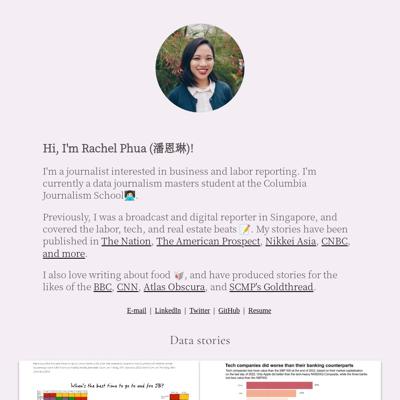 Hi, I'm Rachel Phua (潘恩琳)!
I'm a journalist interested in business and labor reporting. I'm
currently a data journalism masters student at the Columbia
Journalism School👩🏻‍💻.
Previously, I was a broadcast and digital reporter in Singapore, and
covered the labor, tech, and real estate beats 📝. My stories have been
published in The Nation, The American Prospect, Nikkei Asia, CNBC,
and more.
I also love writing about food 🥡, and have produced stories for the
likes of the BBC, CNN, Atlas Obscura, and SCMP's Goldthread.
E-mail | LinkedIn | Twitter | GitHub | Resume
Data stories
When's the best time to go to and fro JB?
Tech companies did worse than their banking counterparts